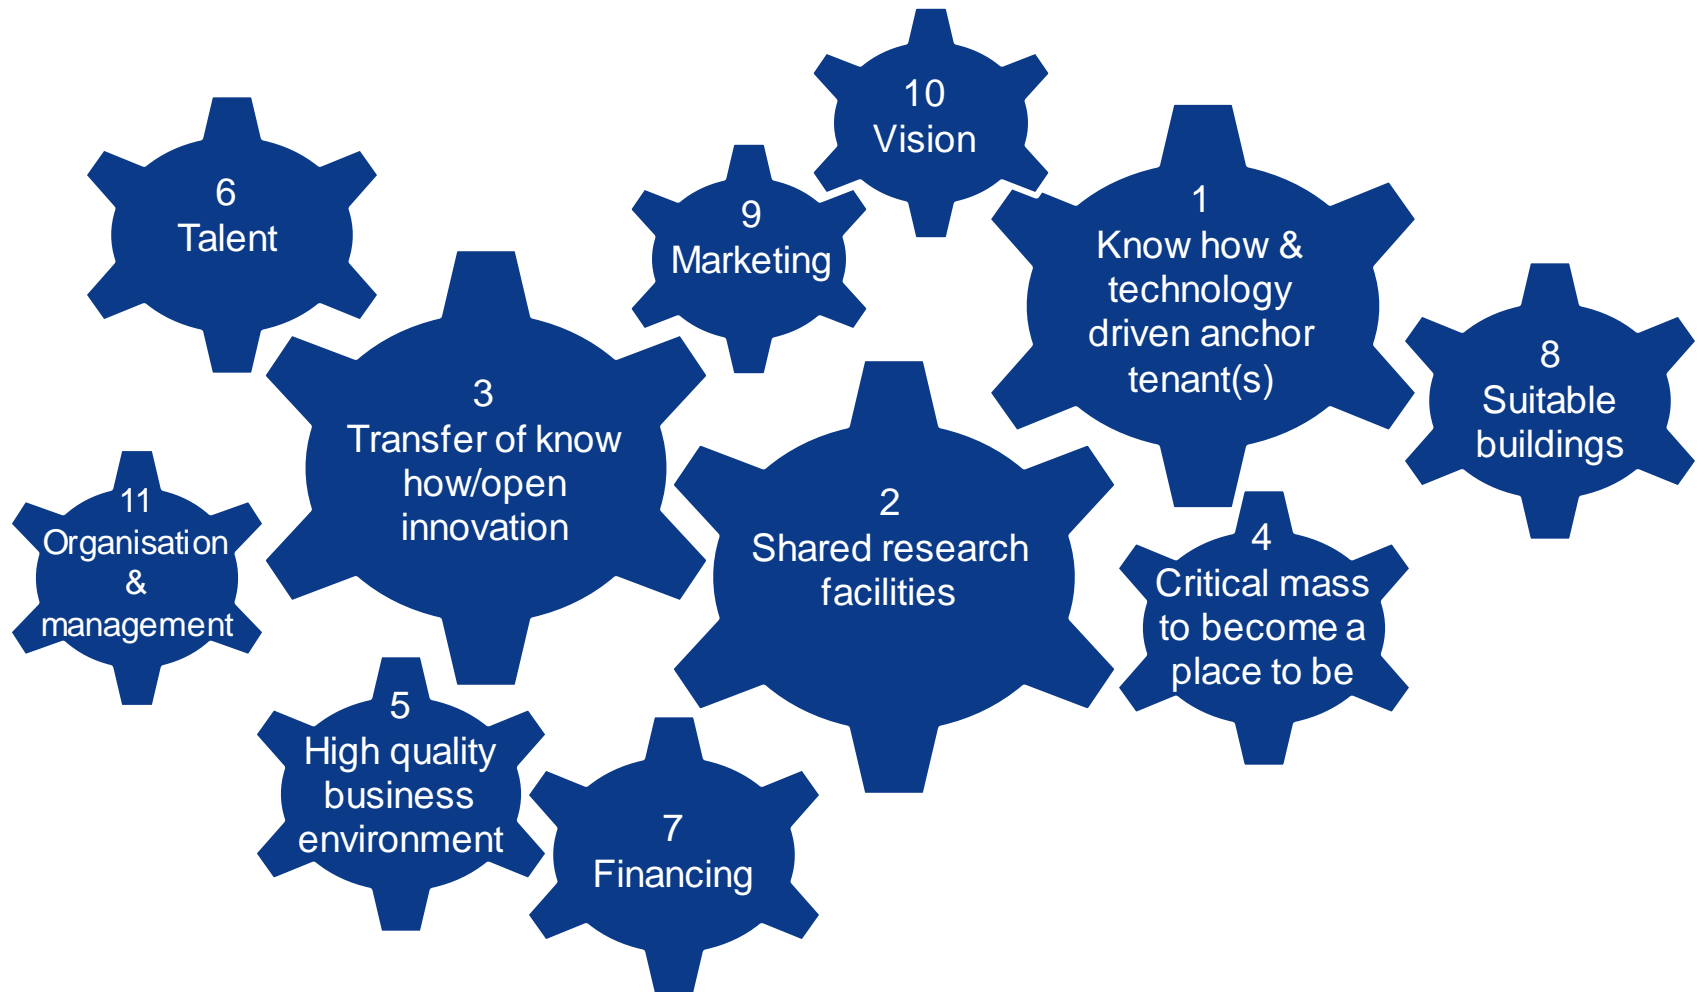 10
Vision
6
Talent
9
Marketing
1
Know how &
technology
driven anchor
tenant(s)
8
Suitable
buildings
3
Transfer of know
how/open
innovation
2
Shared research
facilities
11
Organisation
&
management
4
Critical mass
to become a
place to be
5
High quality
business
environment
7
Financing